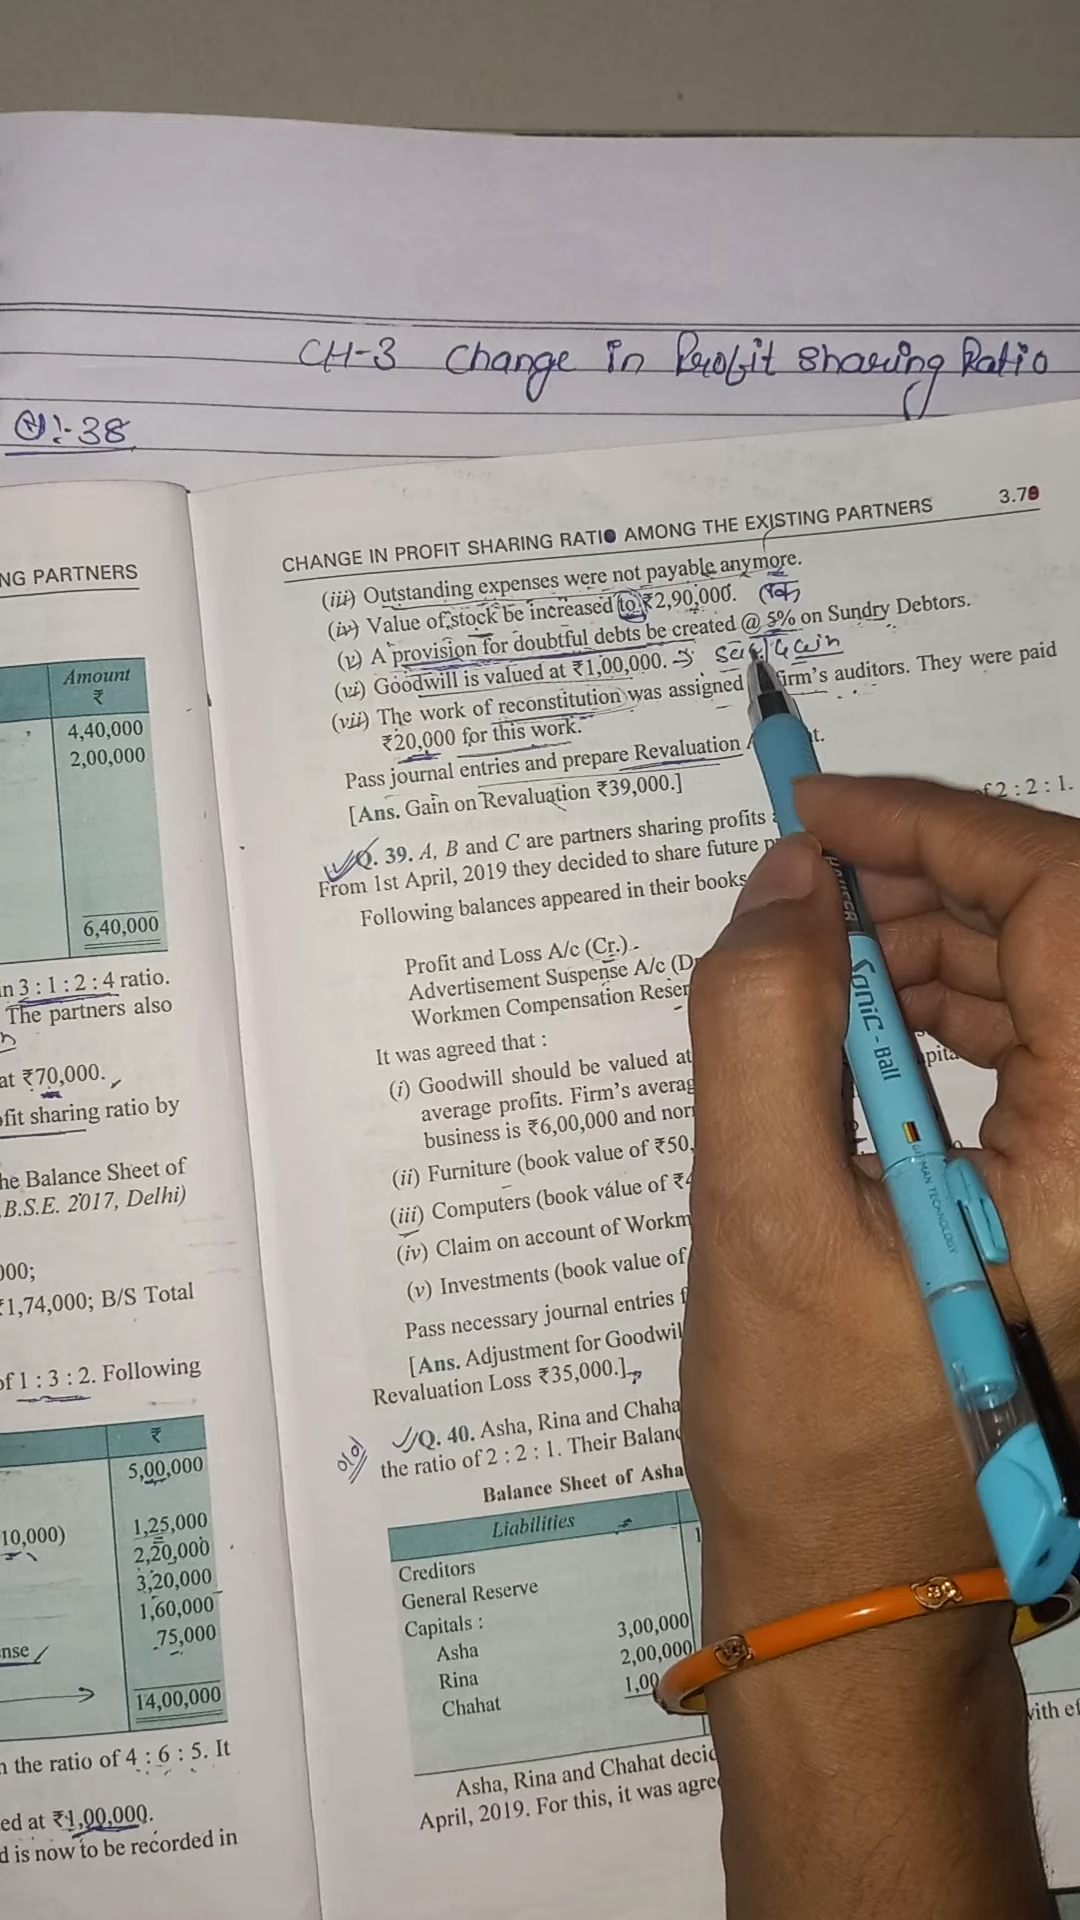 CH-3 Change in Profit Sharing Ratio
Q:- 38
NG PARTNERS
Amount
₹
4,40,000
2,00,000
6,40,000
in 3 : 1 : 2 : 4 ratio.
The partners also
at ₹70,000.
fit sharing ratio by
he Balance Sheet of
B.S.E. 2017, Delhi)
000;
₹1,74,000; B/S Total
of 1 : 3 : 2. Following
₹
5,00,000
10,000) 1,25,000
2,20,000
3,20,000
1,60,000
nse 75,000
14,00,000
n the ratio of 4 : 6 : 5. It
ed at ₹1,00,000.
d is now to be recorded in
CHANGE IN PROFIT SHARING RATIO AMONG THE EXISTING PARTNERS 3.79
(iii) Outstanding expenses were not payable anymore.
(iv) Value of stock be increased to ₹2,90,000.
(v) A provision for doubtful debts be created @ 5% on Sundry Debtors.
(vi) Goodwill is valued at ₹1,00,000. → Gain
(vii) The work of reconstitution was assigned firm's auditors. They were paid
₹20,000 for this work.
Pass journal entries and prepare Revaluation A t.
[Ans. Gain on Revaluation ₹39,000.]
Q. 39. A, B and C are partners sharing profits of 2 : 2 : 1.
From 1st April, 2019 they decided to share future p
Following balances appeared in their books
Profit and Loss A/c (Cr.)
Advertisement Suspense A/c (D
Workmen Compensation Reser
It was agreed that :
(i) Goodwill should be valued at
average profits. Firm's averag
business is ₹6,00,000 and nor
(ii) Furniture (book value of ₹50,
(iii) Computers (book value of ₹4
(iv) Claim on account of Workm
(v) Investments (book value of
Pass necessary journal entries f
[Ans. Adjustment for Goodwil
Revaluation Loss ₹35,000.]
Q. 40. Asha, Rina and Chaha
the ratio of 2 : 2 : 1. Their Balanc
Balance Sheet of Asha
Liabilities
Creditors
General Reserve
Capitals :
Asha 3,00,000
Rina 2,00,000
Chahat 1,00
Asha, Rina and Chahat decid with ef
April, 2019. For this, it was agre
HAUSER
Sonic - Ball
GERMAN TECHNOLOGY